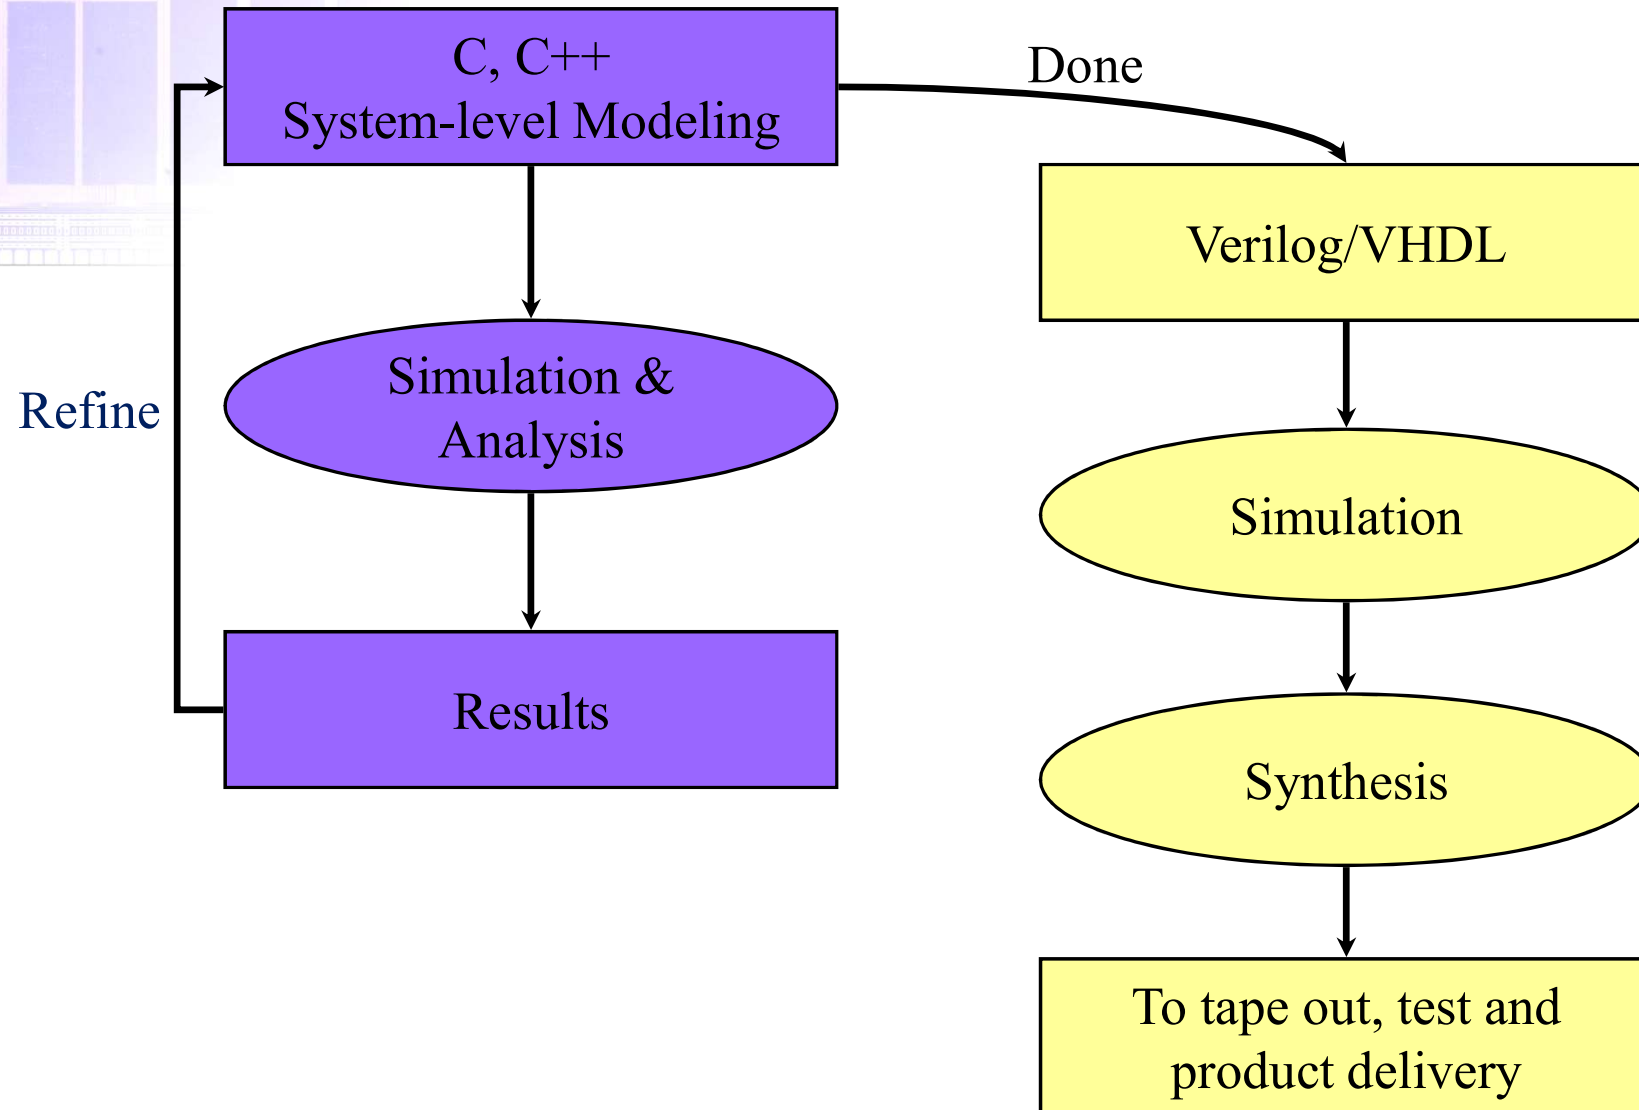 C, C++
System-level Modeling
Done
Verilog/VHDL
Simulation &
Analysis
Refine
Simulation
Results
Synthesis
To tape out, test and
product delivery